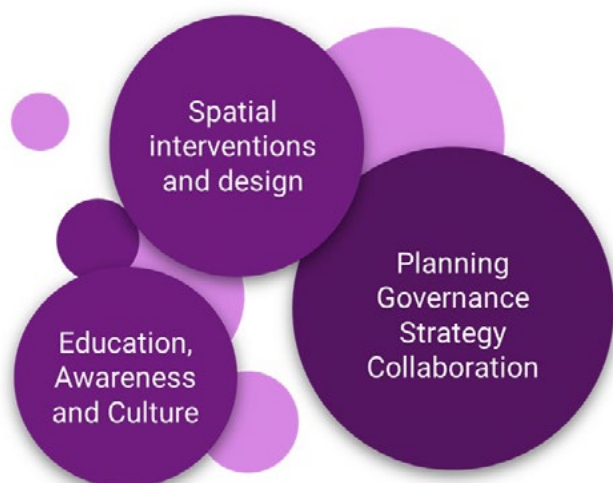 Spatial
interventions
and design
Planning
Governance
Strategy
Collaboration
Education,
Awareness
and Culture